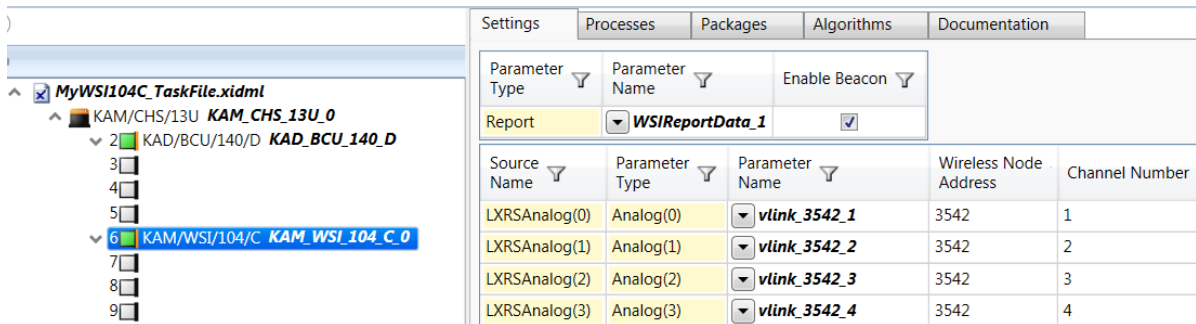 )
MyWSI104C_TaskFile.xidml
KAM/CHS/13U KAM_CHS_13U_0
2 KAD/BCU/140/D KAD_BCU_140_D
3
4
5
6 KAM/WSI/104/C KAM_WSI_104_C_0
7
8
9
Settings Processes Packages Algorithms Documentation
Parameter Type Parameter Name Enable Beacon
Report WSIReportData_1
Source Name Parameter Type Parameter Name Wireless Node Address Channel Number
LXRSAnalog(0) Analog(0) vlink_3542_1 3542 1
LXRSAnalog(1) Analog(1) vlink_3542_2 3542 2
LXRSAnalog(2) Analog(2) vlink_3542_3 3542 3
LXRSAnalog(3) Analog(3) vlink_3542_4 3542 4